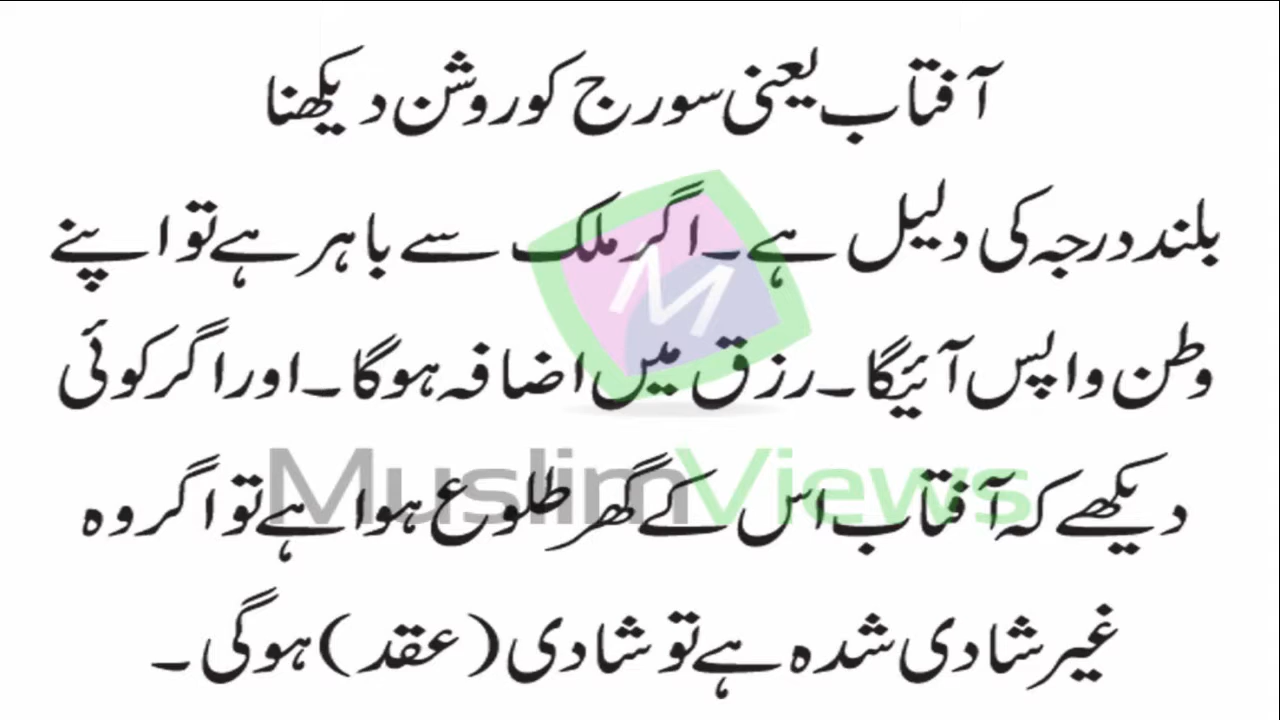 آفتاب یعنی سورج کو روشن دیکھنا
بلند درجہ کی دلیل ہے۔ اگر ملک سے باہر ہے تو اپنے
وطن واپس آئیگا۔ رزق میں اضافہ ہوگا۔ اور اگر کوئی
دیکھے کہ آفتاب اس کے گھر طلوع ہوا ہے تو اگر وہ
غیر شادی شدہ ہے تو شادی (عقد) ہوگی۔
M
MuslimViews